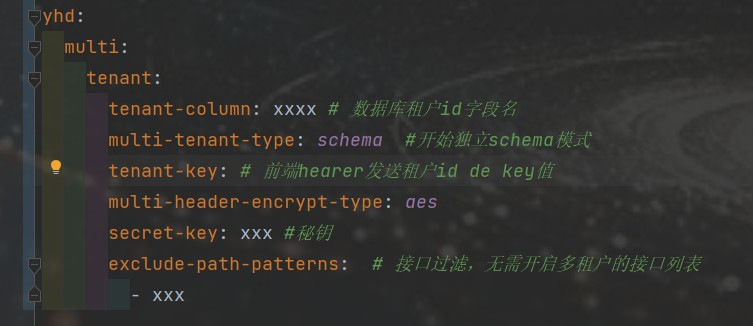 yhd:
multi:
tenant:
tenant-column: xxxx # 数据库租户id字段名
multi-tenant-type: schema #开始独立schema模式
tenant-key: # 前端hearer发送租户id de key值
multi-header-encrypt-type: aes
secret-key: xxx #秘钥
exclude-path-patterns: # 接口过滤，无需开启多租户的接口列表
- xxx